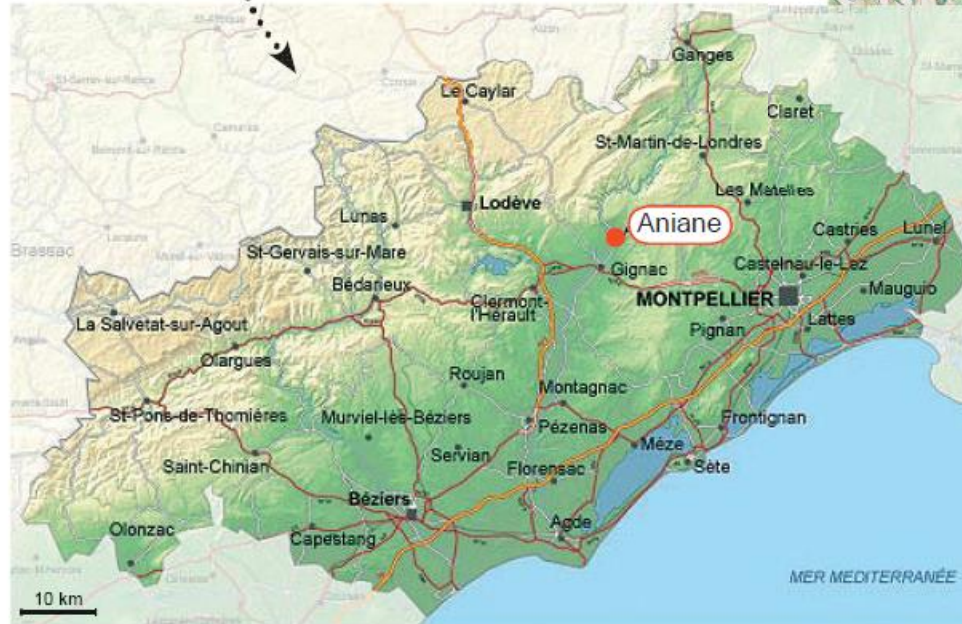 Ganges
Le Caylar
Claret
St-Martin-de-Londres
Les Matelles
Lodève
Lunas
Aniane
Castries
Lunel
Brassac
St-Gervais-sur-Mare
Gignac
Castelnau-le-Lez
Bédarieux
Clermont-
l'Hérault
MONTPELLIER
Mauguio
La Salvetat-sur-Agout
Pignan
Lattes
Olargues
Roujan
Montagnac
St-Pons-de-Thomières
Murviel-lès-Béziers
Pézenas
Frontignan
Servian
Mèze
Saint-Chinian
Florensac
Sète
Béziers
Agde
Olonzac
Capestang
MER MEDITERRANÉE
10 km